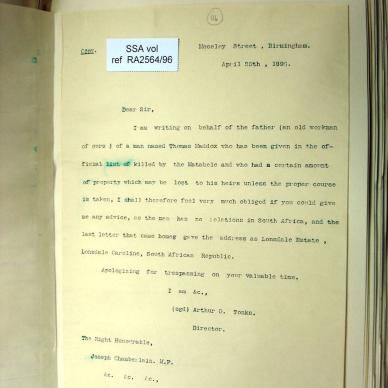 86
SSA vol
ref RA2564/96
Copy.
Moseley Street, Birmingham.
April 25th, 1896.
Dear Sir,
I am writing on behalf of the father (an old workman
of ours) of a man named Thomas Maddox who has been given in the of-
ficial list of killed by the Matabele and who had a certain amount
of property which may be lost to his heirs unless the proper course
is taken, I shall therefore feel very much obliged if you could give
me any advice, as the man has no relations in South Africa, and the
last letter that came home gave the address as Lonsdale Estate,
Lonsdale Caroline, South African Republic.
Apologising for trespassing on your valuable time,
I am &c.,
(sgd) Arthur O. Tonks.
Director.
The Right Honourable,
Joseph Chamberlain. M.P.
&c. &c. &c.,